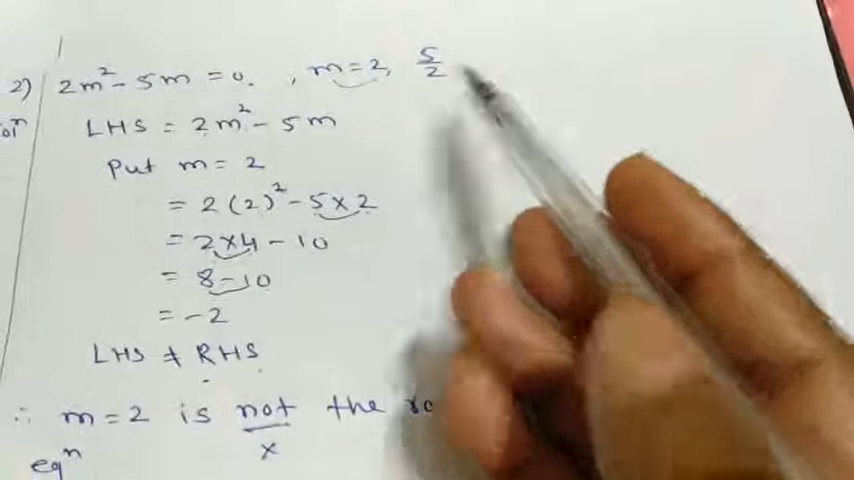 2) 2m² - 5m = 0. , m = 2, 5/2
solⁿ LHS = 2m² - 5m
Put m = 2
= 2(2)² - 5 × 2
= 2×4 - 10
= 8 - 10
= -2
LHS ≠ RHS
∴ m = 2 is not the
x
eqⁿ